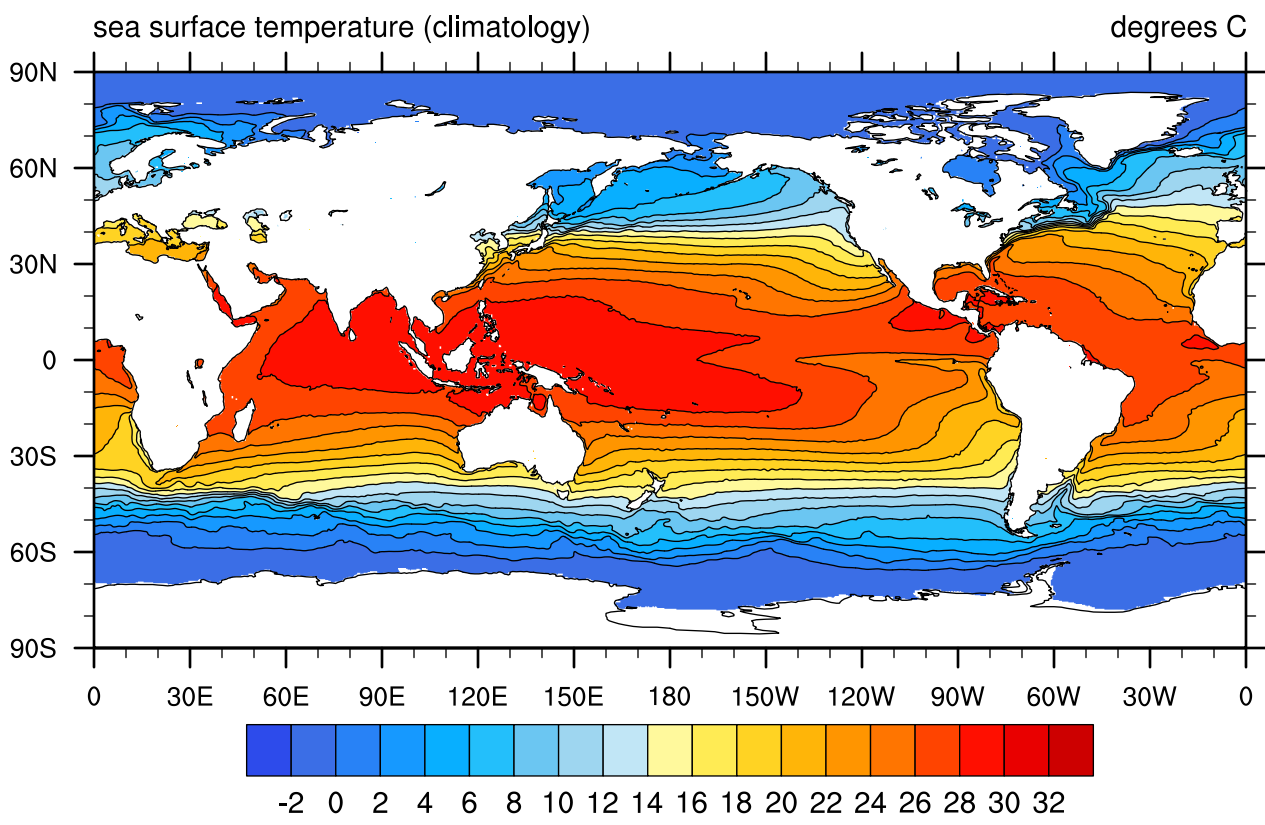 sea surface temperature (climatology) degrees C
90N
60N
30N
0
30S
60S
90S
0 30E 60E 90E 120E 150E 180 150W 120W 90W 60W 30W 0
-2 0 2 4 6 8 10 12 14 16 18 20 22 24 26 28 30 32